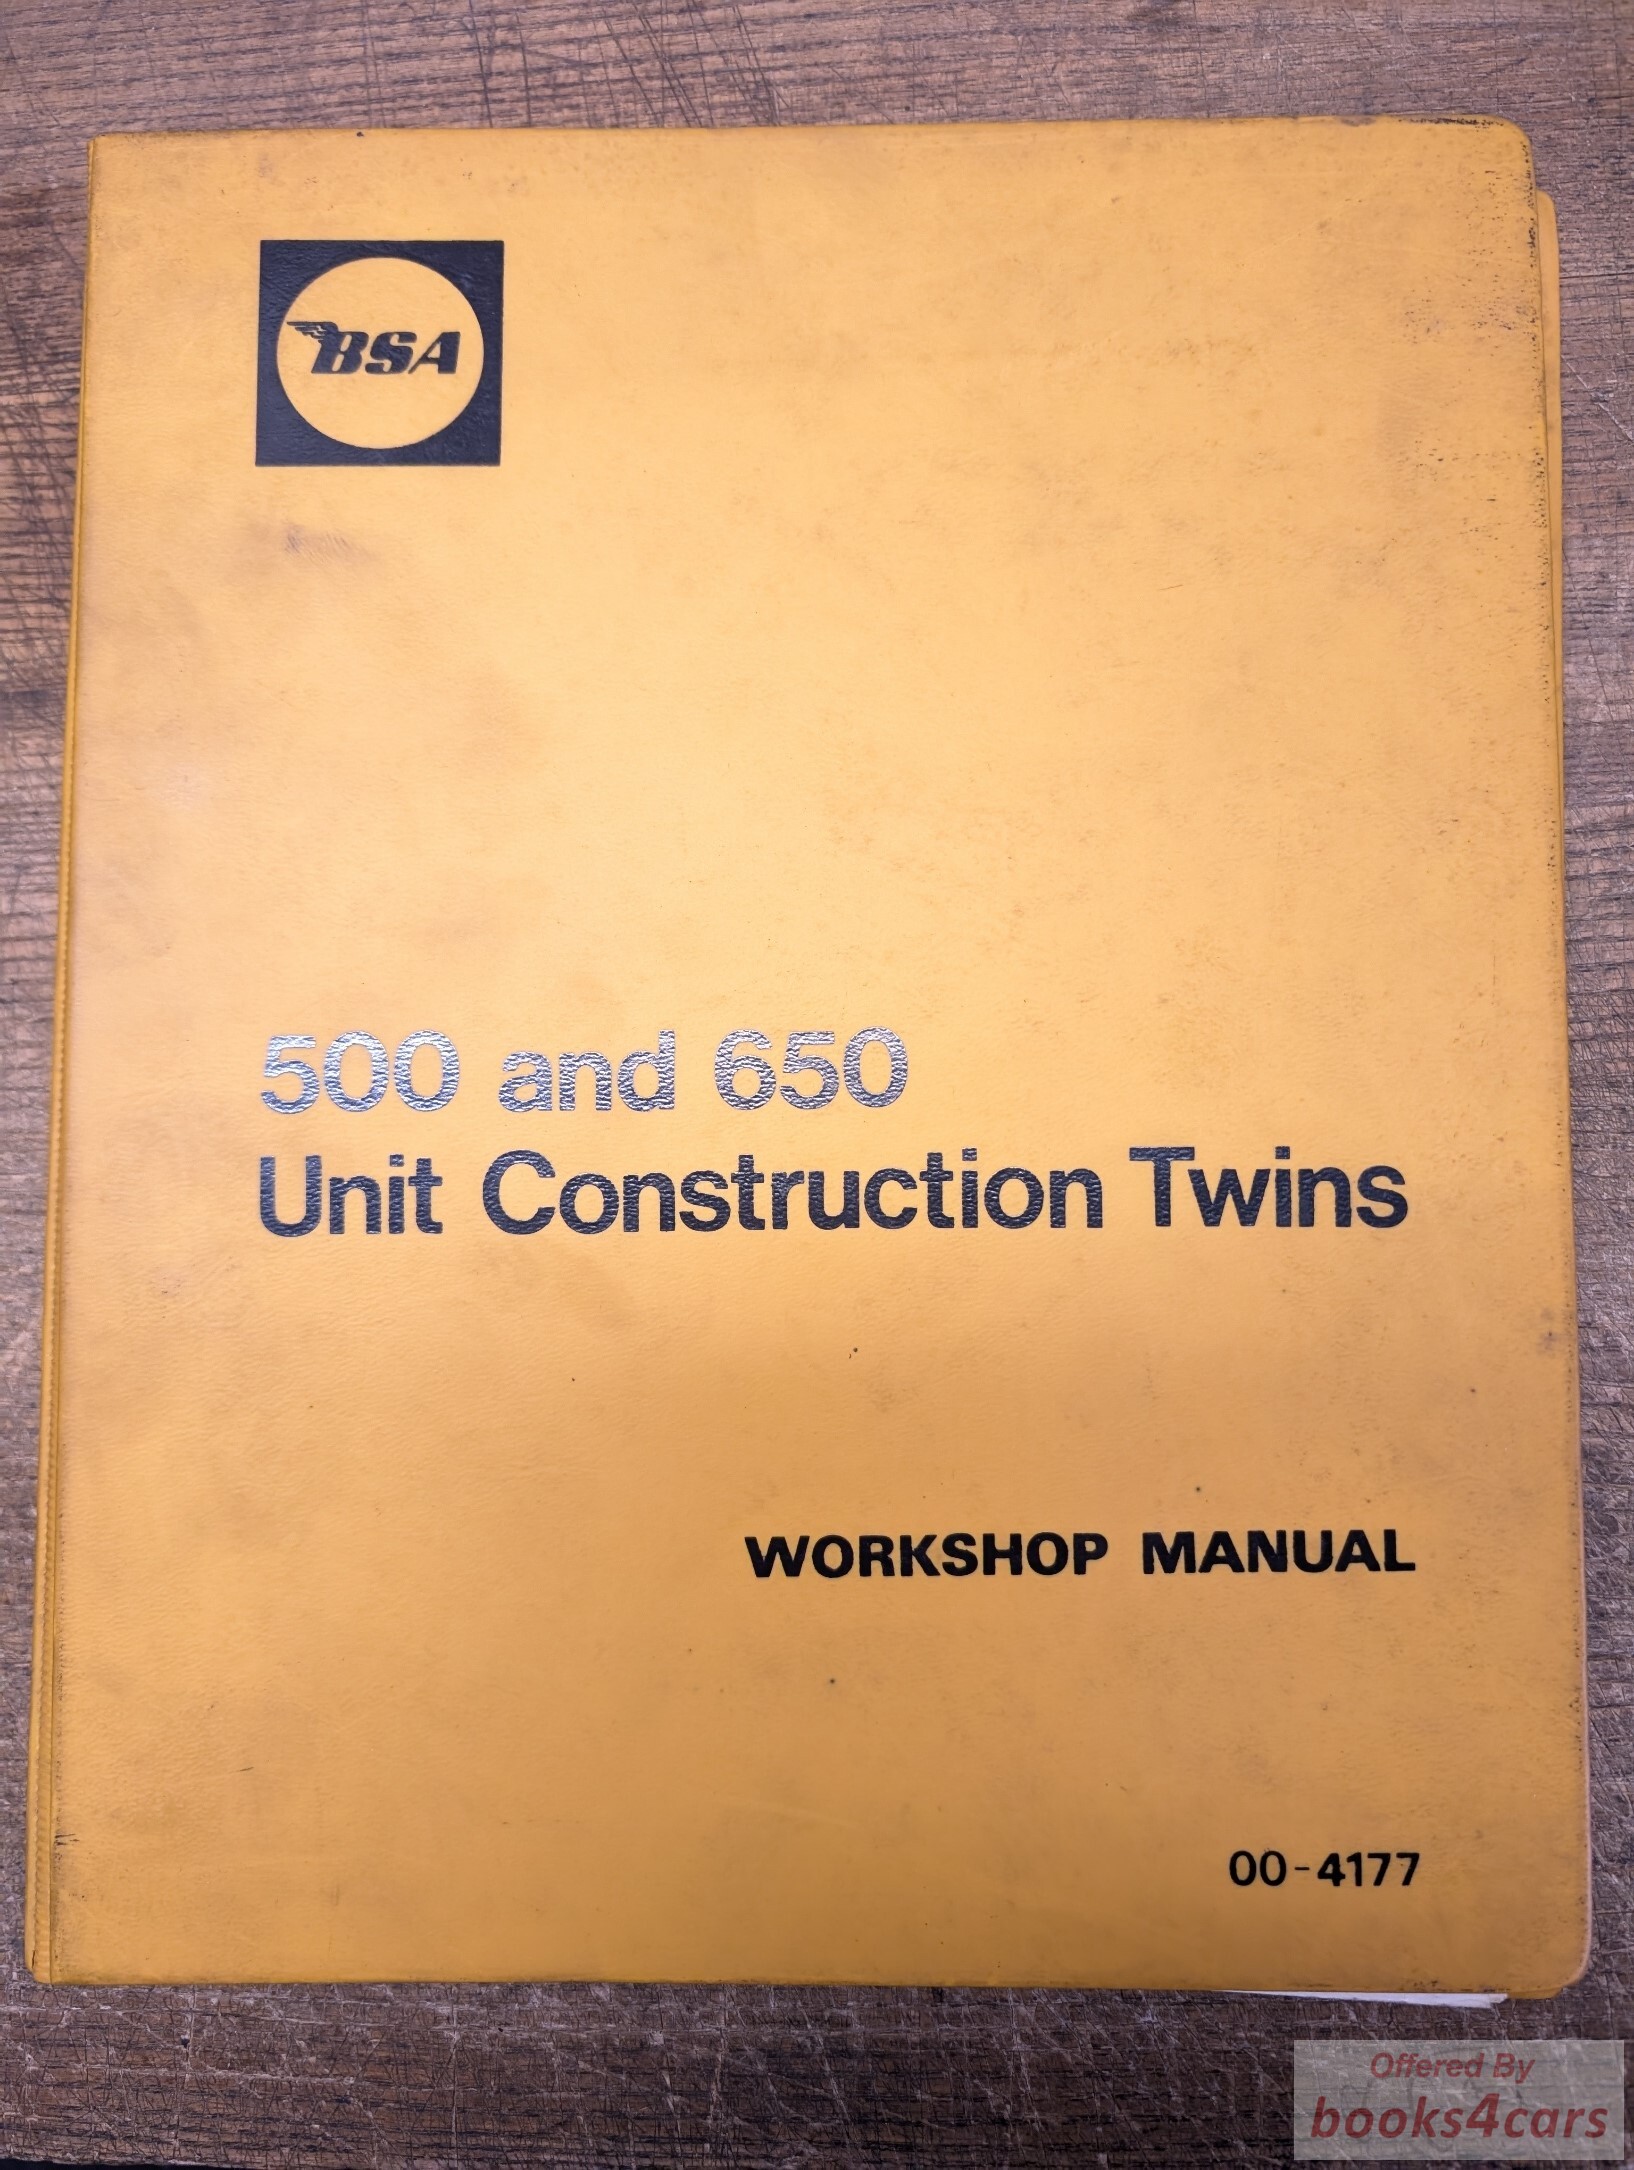 BSA
500 and 650
Unit Construction Twins
WORKSHOP MANUAL
00-4177
Offered By
books4cars